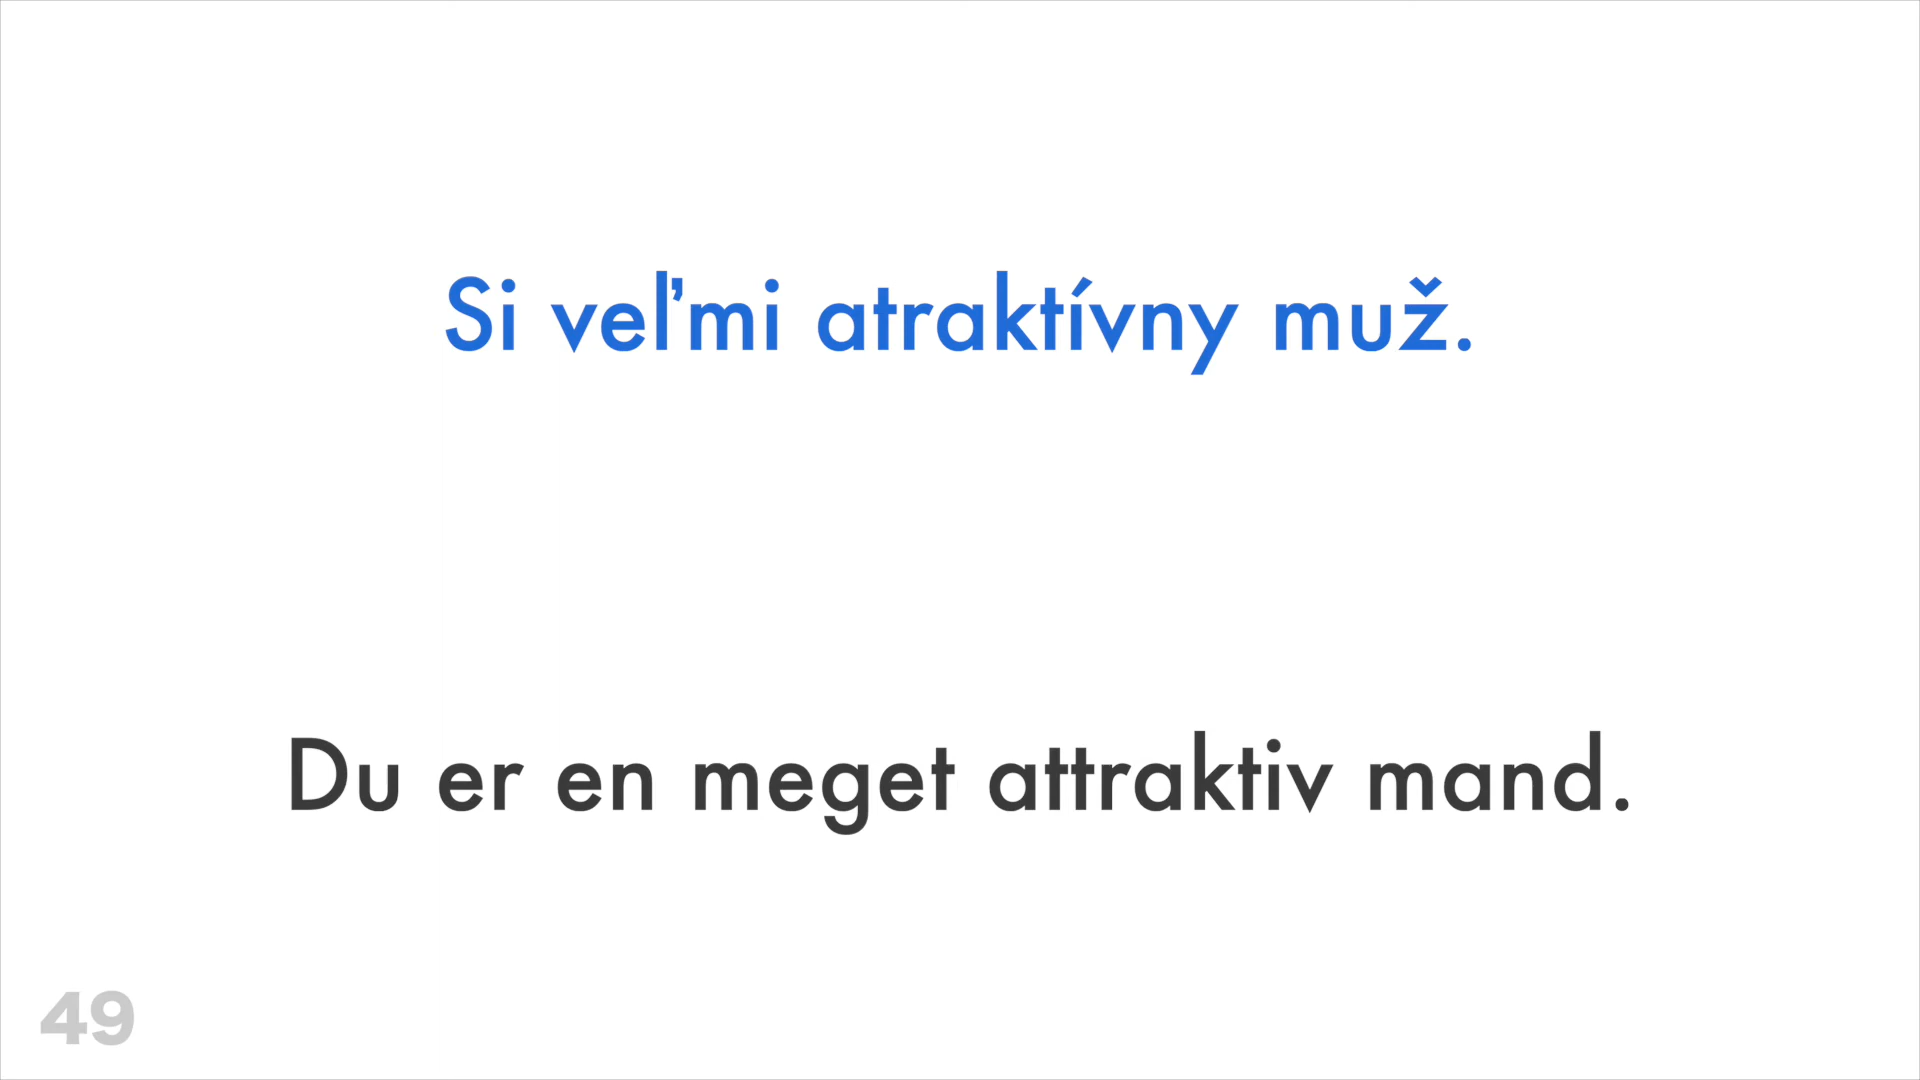 Si veľmi atraktívny muž.
Du er en meget attraktiv mand.
49